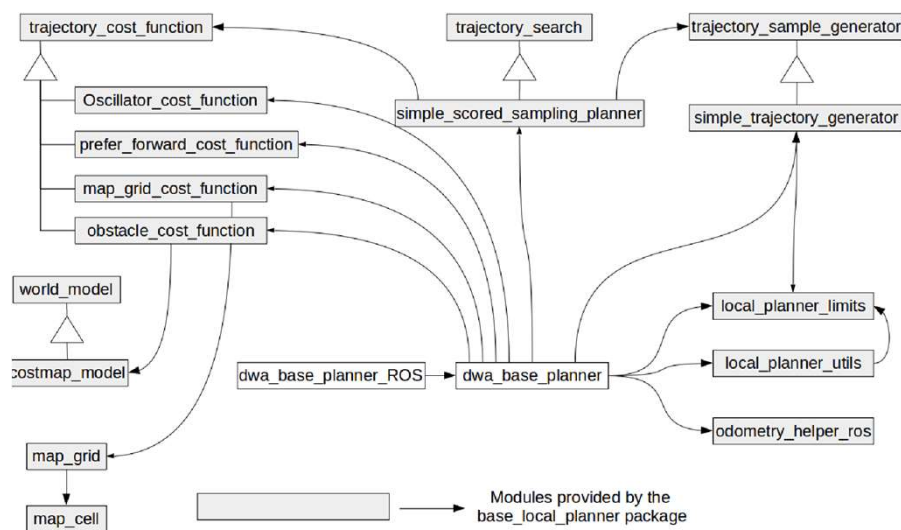 trajectory_cost_function
trajectory_search
trajectory_sample_generator
Oscillator_cost_function
simple_scored_sampling_planner
simple_trajectory_generator
prefer_forward_cost_function
map_grid_cost_function
obstacle_cost_function
world_model
local_planner_limits
costmap_model
dwa_base_planner_ROS
dwa_base_planner
local_planner_utils
odometry_helper_ros
map_grid
map_cell
Modules provided by the
base_local_planner package